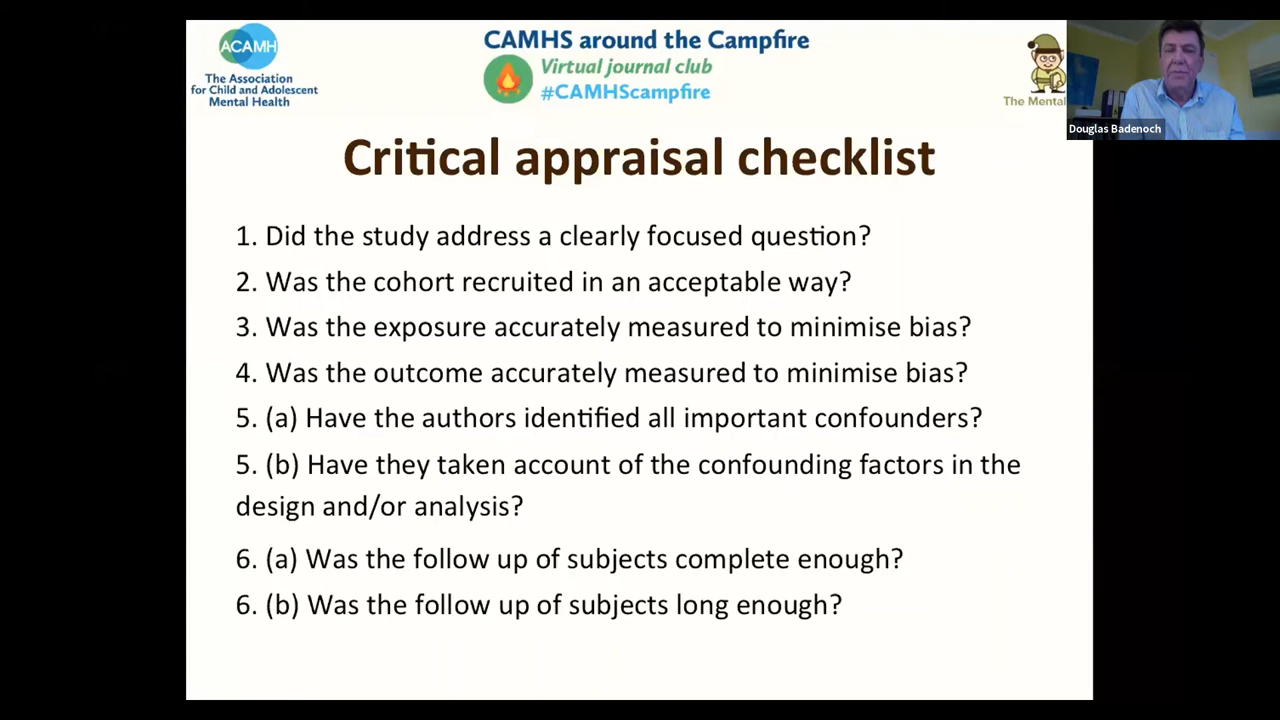 ACAMH
The Association
for Child and Adolescent
Mental Health
CAMHS around the Campfire
Virtual journal club
#CAMHScampfire
The Mental
Douglas Badenoch
Critical appraisal checklist
1. Did the study address a clearly focused question?
2. Was the cohort recruited in an acceptable way?
3. Was the exposure accurately measured to minimise bias?
4. Was the outcome accurately measured to minimise bias?
5. (a) Have the authors identified all important confounders?
5. (b) Have they taken account of the confounding factors in the
design and/or analysis?
6. (a) Was the follow up of subjects complete enough?
6. (b) Was the follow up of subjects long enough?